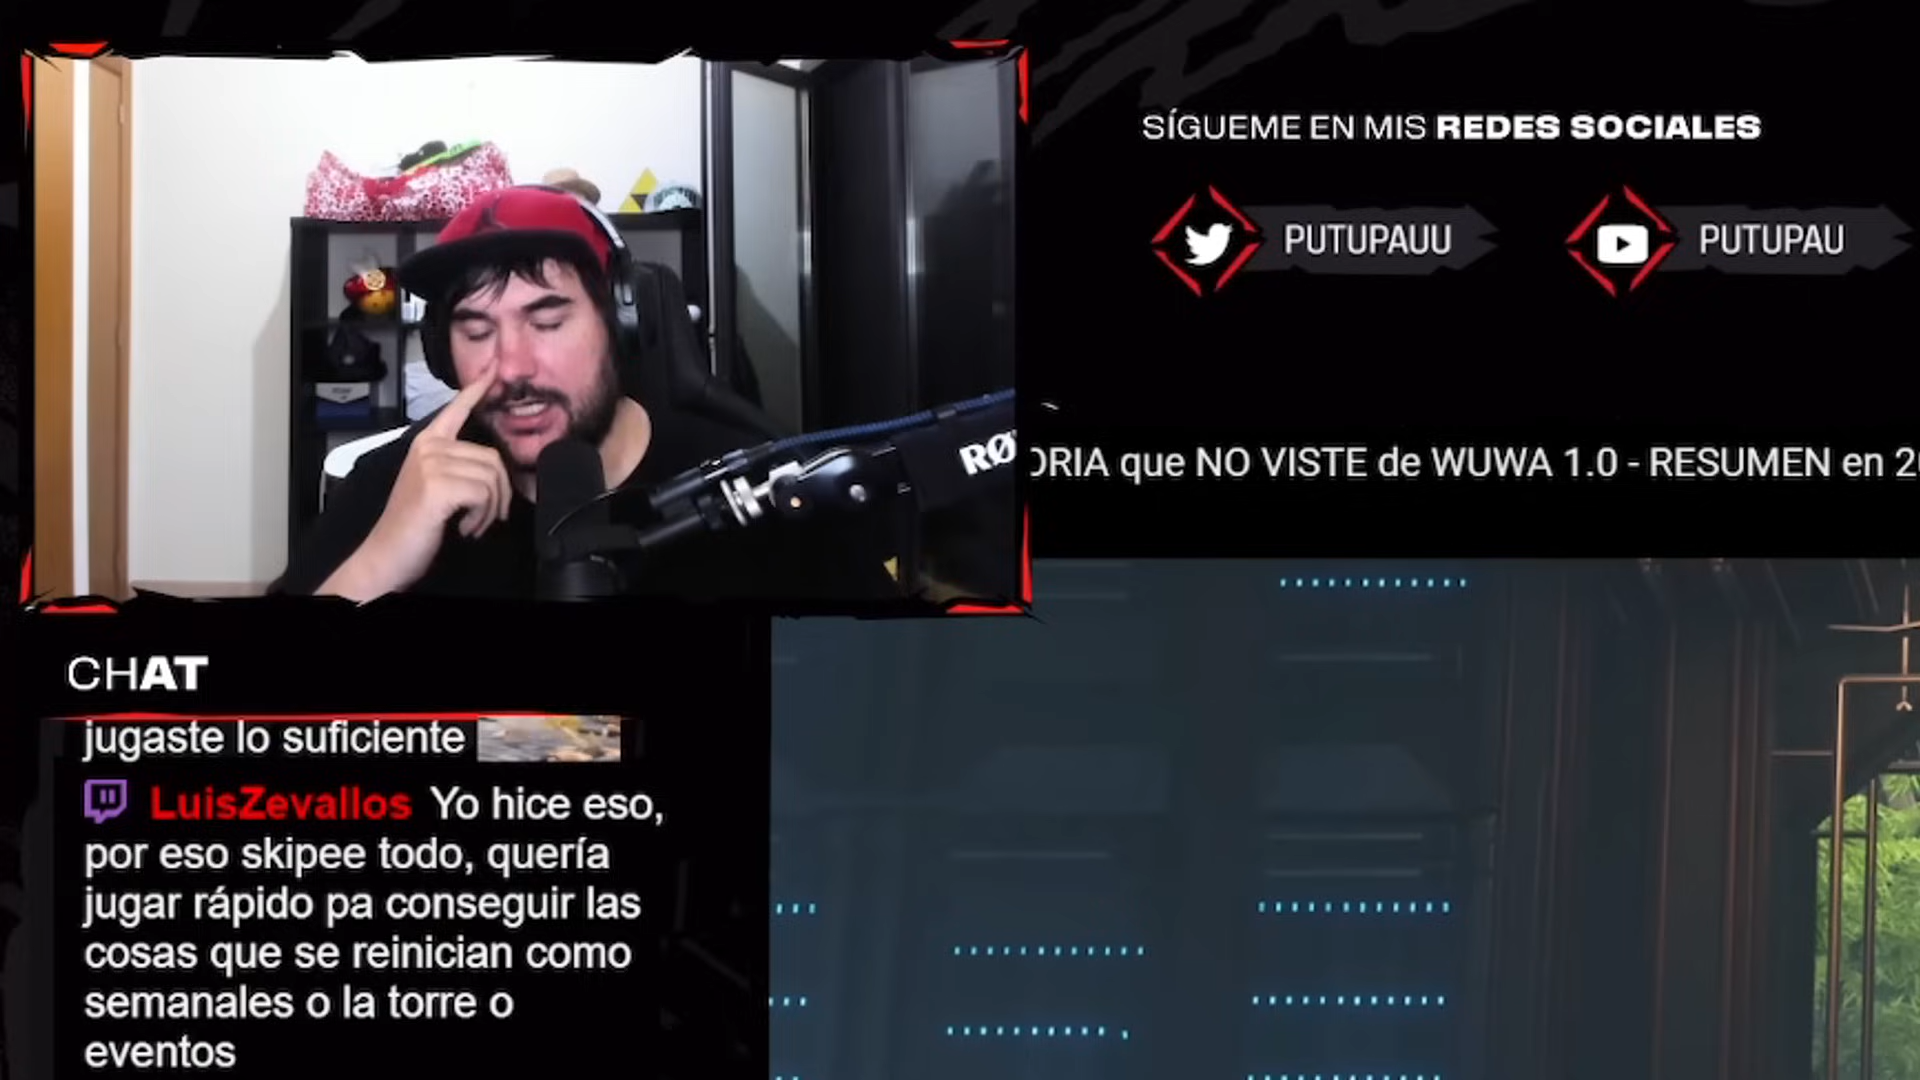 SÍGUEME EN MIS REDES SOCIALES
PUTUPAUU
PUTUPAU
RØ
ORIA que NO VISTE de WUWA 1.0 - RESUMEN en 20
CHAT
jugaste lo suficiente
LuisZevallos Yo hice eso,
por eso skipee todo, quería
jugar rápido pa conseguir las
cosas que se reinician como
semanales o la torre o
eventos